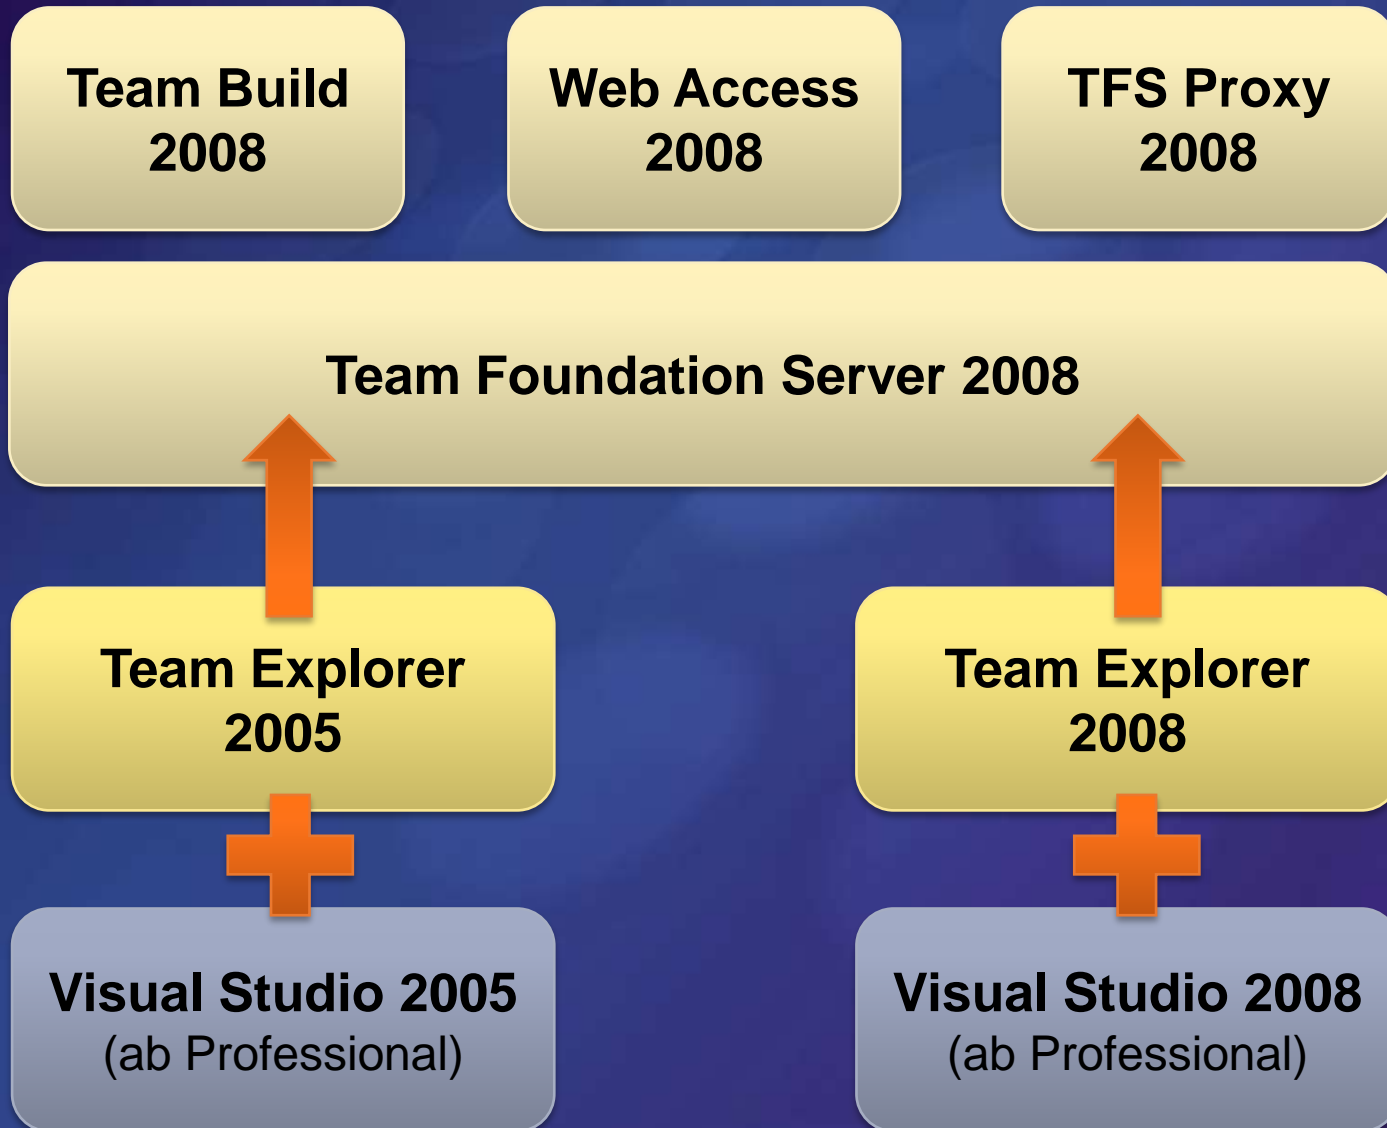 Team Build
2008
Web Access
2008
TFS Proxy
2008
Team Foundation Server 2008
Team Explorer
2005
Team Explorer
2008
Visual Studio 2005
(ab Professional)
Visual Studio 2008
(ab Professional)